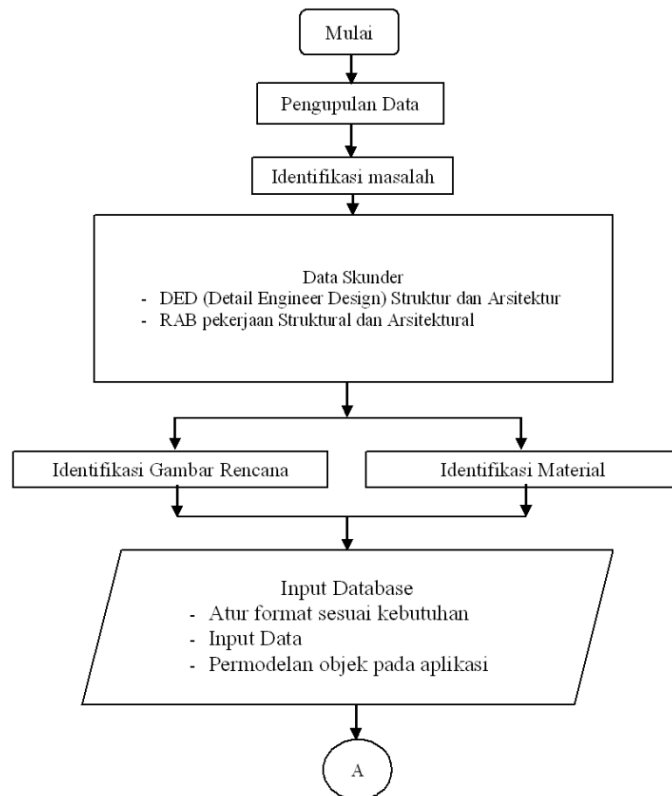 Mulai
Pengupulan Data
Identifikasi masalah
Data Skunder
- DED (Detail Engineer Design) Struktur dan Arsitektur
- RAB pekerjaan Struktural dan Arsitektural
Identifikasi Gambar Rencana
Identifikasi Material
Input Database
- Atur format sesuai kebutuhan
- Input Data
- Permodelan objek pada aplikasi
A